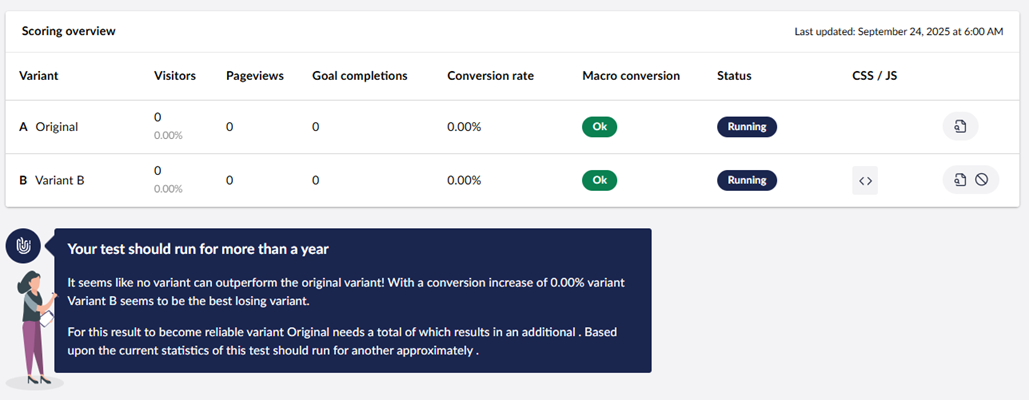 Scoring overview Last updated: September 24, 2025 at 6:00 AM
Variant Visitors Pageviews Goal completions Conversion rate Macro conversion Status CSS / JS
A Original 0 0 0 0.00% Ok Running
0.00%
B Variant B 0 0 0 0.00% Ok Running <>
0.00%
Your test should run for more than a year
It seems like no variant can outperform the original variant! With a conversion increase of 0.00% variant
Variant B seems to be the best losing variant.
For this result to become reliable variant Original needs a total of which results in an additional . Based
upon the current statistics of this test should run for another approximately .